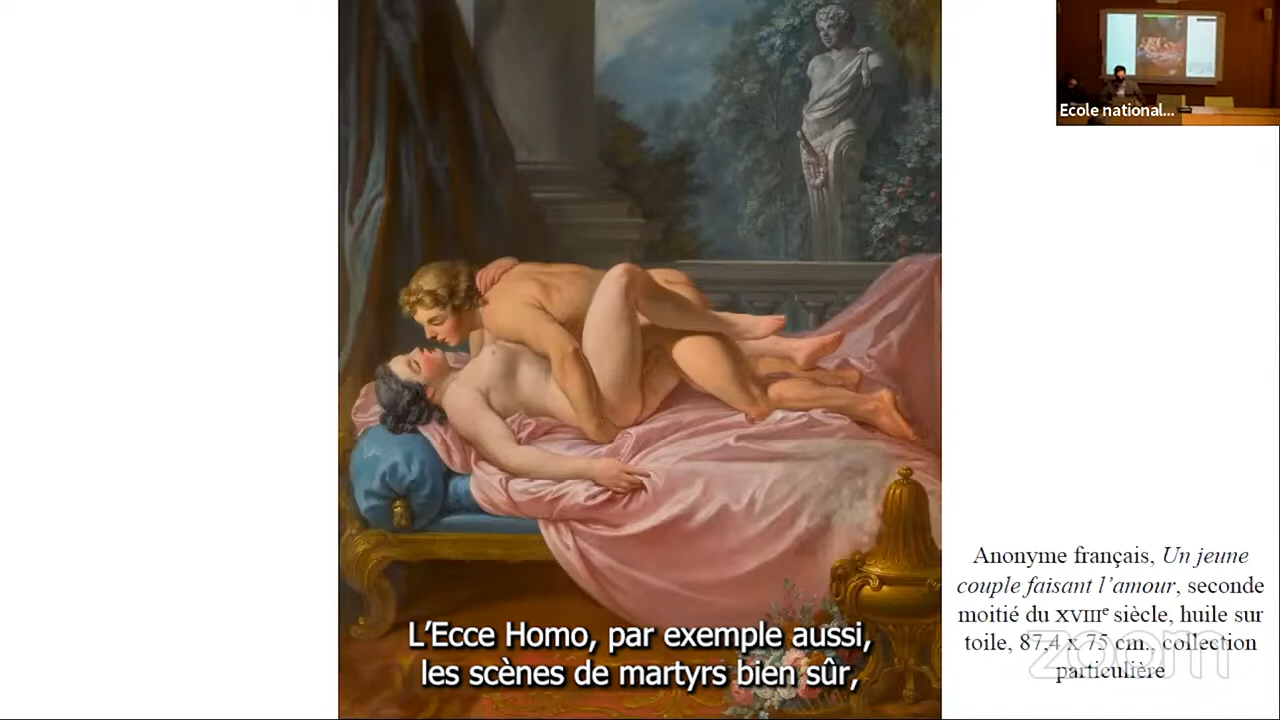 Ecole national...
Anonyme français, Un jeune
couple faisant l’amour, seconde
moitié du XVIIIe siècle, huile sur
toile, 87,4 x 75 cm, collection
particulière
zoom
L’Ecce Homo, par exemple aussi,
les scènes de martyrs bien sûr,